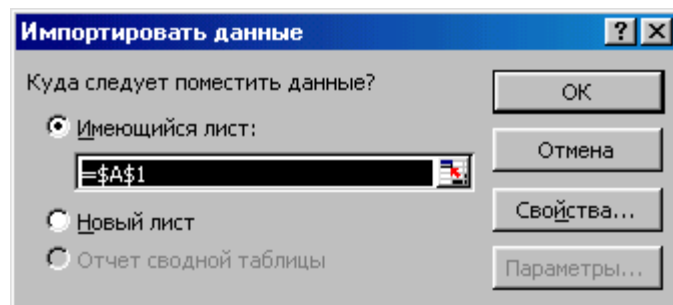 Импортировать данные
Куда следует поместить данные?
Имеющийся лист:
=$A$1
Новый лист
Отчет сводной таблицы
ОК
Отмена
Свойства...
Параметры...